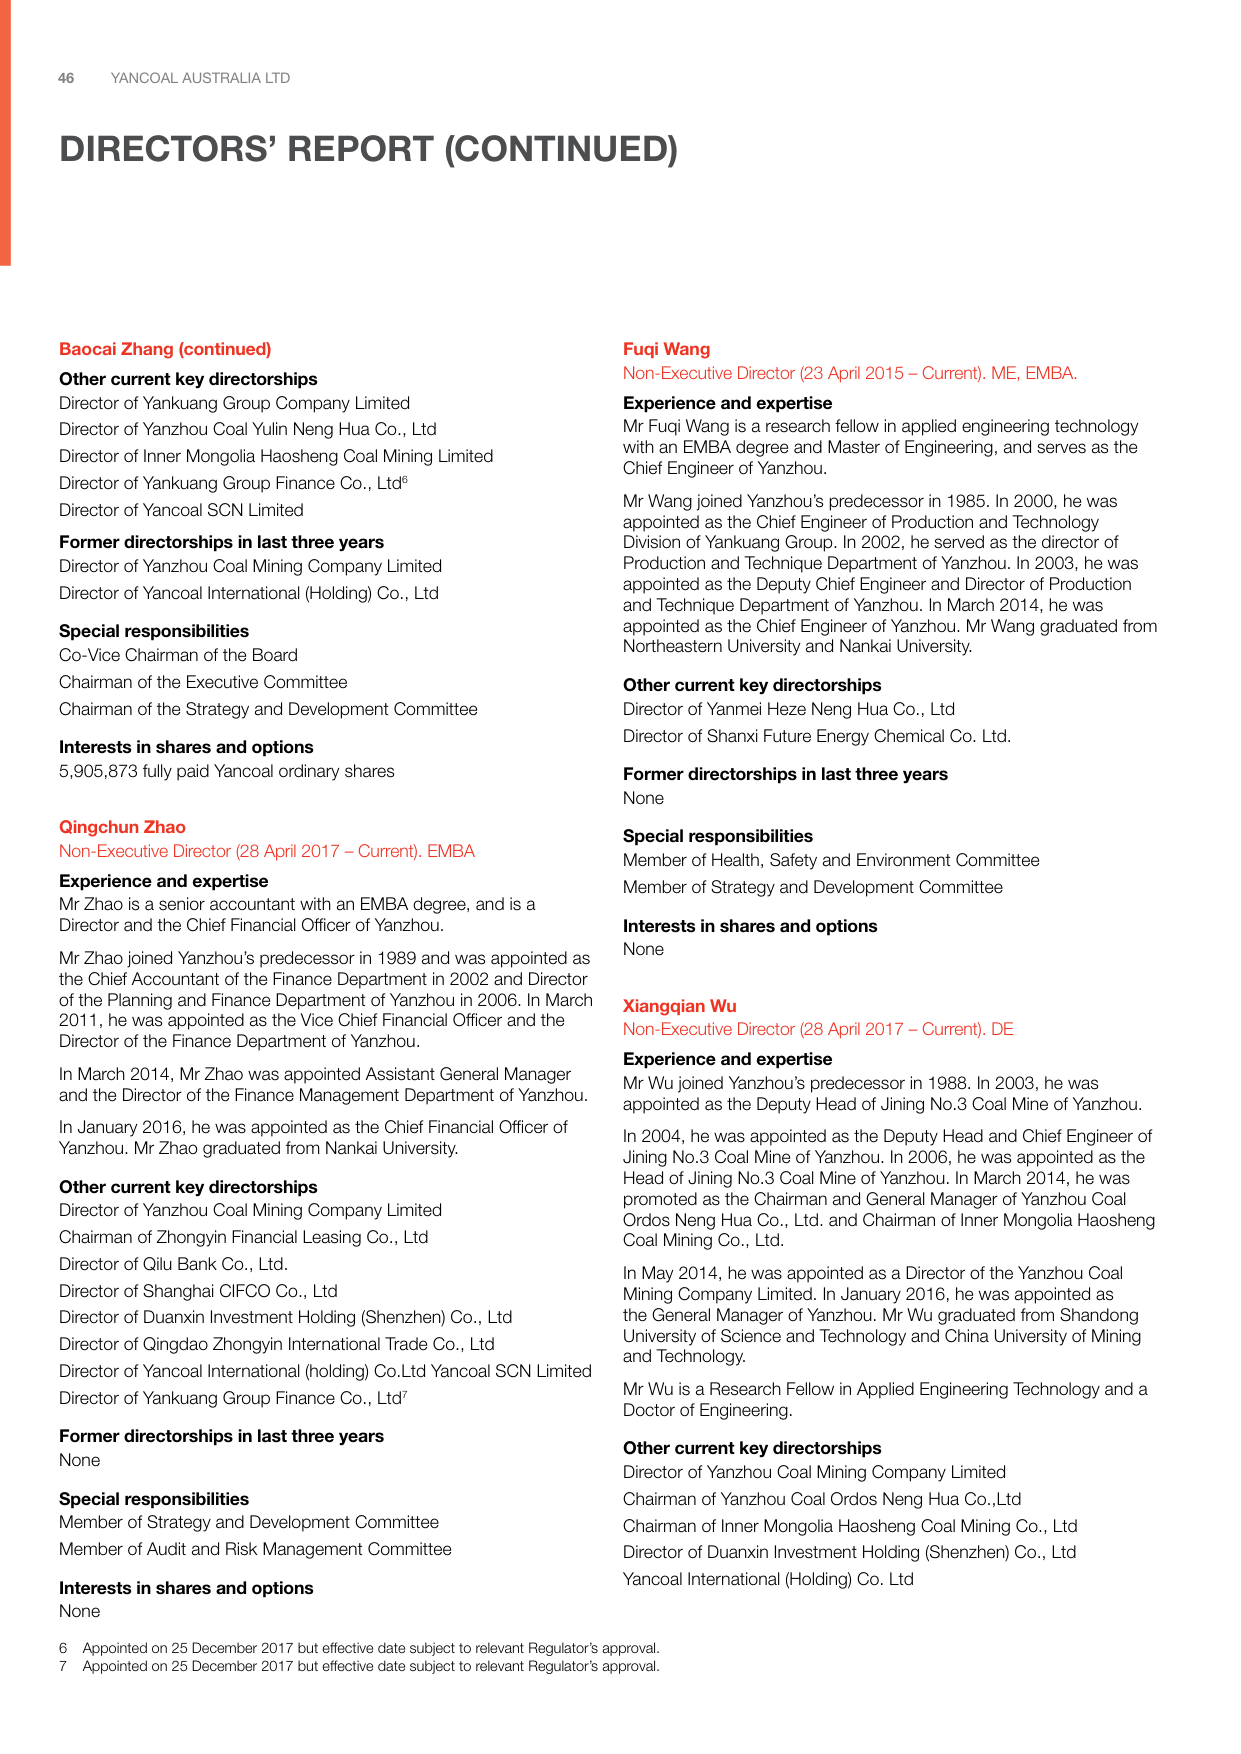 46 YANCOAL AUSTRALIA LTD
DIRECTORS’ REPORT (CONTINUED)
Baocai Zhang (continued)
Other current key directorships
Director of Yankuang Group Company Limited
Director of Yanzhou Coal Yulin Neng Hua Co., Ltd
Director of Inner Mongolia Haosheng Coal Mining Limited
Director of Yankuang Group Finance Co., Ltd6
Director of Yancoal SCN Limited
Former directorships in last three years
Director of Yanzhou Coal Mining Company Limited
Director of Yancoal International (Holding) Co., Ltd
Special responsibilities
Co-Vice Chairman of the Board
Chairman of the Executive Committee
Chairman of the Strategy and Development Committee
Interests in shares and options
5,905,873 fully paid Yancoal ordinary shares
Qingchun Zhao
Non-Executive Director (28 April 2017 – Current). EMBA
Experience and expertise
Mr Zhao is a senior accountant with an EMBA degree, and is a
Director and the Chief Financial Officer of Yanzhou.
Mr Zhao joined Yanzhou’s predecessor in 1989 and was appointed as
the Chief Accountant of the Finance Department in 2002 and Director
of the Planning and Finance Department of Yanzhou in 2006. In March
2011, he was appointed as the Vice Chief Financial Officer and the
Director of the Finance Department of Yanzhou.
In March 2014, Mr Zhao was appointed Assistant General Manager
and the Director of the Finance Management Department of Yanzhou.
In January 2016, he was appointed as the Chief Financial Officer of
Yanzhou. Mr Zhao graduated from Nankai University.
Other current key directorships
Director of Yanzhou Coal Mining Company Limited
Chairman of Zhongyin Financial Leasing Co., Ltd
Director of Qilu Bank Co., Ltd.
Director of Shanghai CIFCO Co., Ltd
Director of Duanxin Investment Holding (Shenzhen) Co., Ltd
Director of Qingdao Zhongyin International Trade Co., Ltd
Director of Yancoal International (holding) Co.Ltd Yancoal SCN Limited
Director of Yankuang Group Finance Co., Ltd7
Former directorships in last three years
None
Special responsibilities
Member of Strategy and Development Committee
Member of Audit and Risk Management Committee
Interests in shares and options
None
Fuqi Wang
Non-Executive Director (23 April 2015 – Current). ME, EMBA.
Experience and expertise
Mr Fuqi Wang is a research fellow in applied engineering technology
with an EMBA degree and Master of Engineering, and serves as the
Chief Engineer of Yanzhou.
Mr Wang joined Yanzhou’s predecessor in 1985. In 2000, he was
appointed as the Chief Engineer of Production and Technology
Division of Yankuang Group. In 2002, he served as the director of
Production and Technique Department of Yanzhou. In 2003, he was
appointed as the Deputy Chief Engineer and Director of Production
and Technique Department of Yanzhou. In March 2014, he was
appointed as the Chief Engineer of Yanzhou. Mr Wang graduated from
Northeastern University and Nankai University.
Other current key directorships
Director of Yanmei Heze Neng Hua Co., Ltd
Director of Shanxi Future Energy Chemical Co. Ltd.
Former directorships in last three years
None
Special responsibilities
Member of Health, Safety and Environment Committee
Member of Strategy and Development Committee
Interests in shares and options
None
Xiangqian Wu
Non-Executive Director (28 April 2017 – Current). DE
Experience and expertise
Mr Wu joined Yanzhou’s predecessor in 1988. In 2003, he was
appointed as the Deputy Head of Jining No.3 Coal Mine of Yanzhou.
In 2004, he was appointed as the Deputy Head and Chief Engineer of
Jining No.3 Coal Mine of Yanzhou. In 2006, he was appointed as the
Head of Jining No.3 Coal Mine of Yanzhou. In March 2014, he was
promoted as the Chairman and General Manager of Yanzhou Coal
Ordos Neng Hua Co., Ltd. and Chairman of Inner Mongolia Haosheng
Coal Mining Co., Ltd.
In May 2014, he was appointed as a Director of the Yanzhou Coal
Mining Company Limited. In January 2016, he was appointed as
the General Manager of Yanzhou. Mr Wu graduated from Shandong
University of Science and Technology and China University of Mining
and Technology.
Mr Wu is a Research Fellow in Applied Engineering Technology and a
Doctor of Engineering.
Other current key directorships
Director of Yanzhou Coal Mining Company Limited
Chairman of Yanzhou Coal Ordos Neng Hua Co.,Ltd
Chairman of Inner Mongolia Haosheng Coal Mining Co., Ltd
Director of Duanxin Investment Holding (Shenzhen) Co., Ltd
Yancoal International (Holding) Co. Ltd
6 Appointed on 25 December 2017 but effective date subject to relevant Regulator’s approval.
7 Appointed on 25 December 2017 but effective date subject to relevant Regulator’s approval.